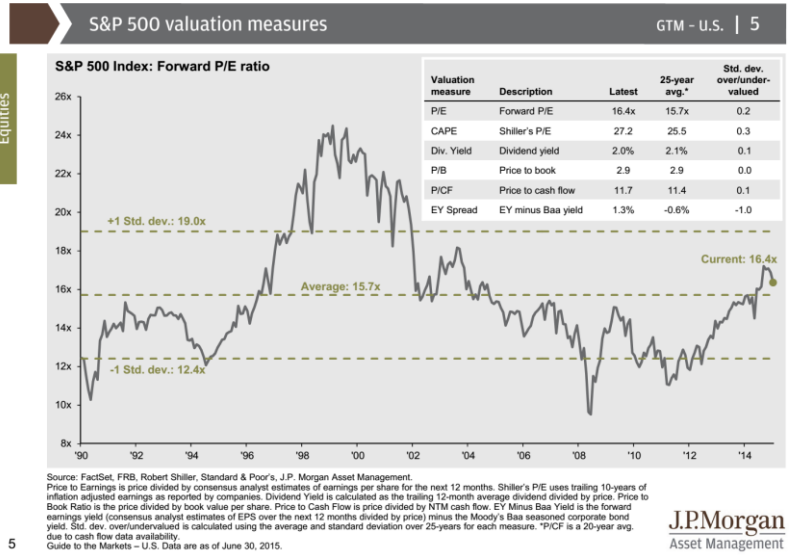 S&P 500 valuation measures
GTM – U.S. | 5
Equities
S&P 500 Index: Forward P/E ratio
Valuation measure Description Latest 25-year avg.* Std. dev. over/under-valued
P/E Forward P/E 16.4x 15.7x 0.2
CAPE Shiller's P/E 27.2 25.5 0.3
Div. Yield Dividend yield 2.0% 2.1% 0.1
P/B Price to book 2.9 2.9 0.0
P/CF Price to cash flow 11.7 11.4 0.1
EY Spread EY minus Baa yield 1.3% -0.6% -1.0
26x
24x
22x
20x
18x
16x
14x
12x
10x
8x
+1 Std. dev.: 19.0x
Current: 16.4x
Average: 15.7x
-1 Std. dev.: 12.4x
'90 '92 '94 '96 '98 '00 '02 '04 '06 '08 '10 '12 '14
Source: FactSet, FRB, Robert Shiller, Standard & Poor's, J.P. Morgan Asset Management.
Price to Earnings is price divided by consensus analyst estimates of earnings per share for the next 12 months. Shiller's P/E uses trailing 10-years of
inflation adjusted earnings as reported by companies. Dividend Yield is calculated as the trailing 12-month average dividend divided by price. Price to
Book Ratio is the price divided by book value per share. Price to Cash Flow is price divided by NTM cash flow. EY Minus Baa Yield is the forward
earnings yield (consensus analyst estimates of EPS over the next 12 months divided by price) minus the Moody's Baa seasoned corporate bond
yield. Std. dev. over/undervalued is calculated using the average and standard deviation over 25-years for each measure. *P/CF is a 20-year avg.
due to cash flow data availability.
Guide to the Markets – U.S. Data are as of June 30, 2015.
5
J.P.Morgan
Asset Management